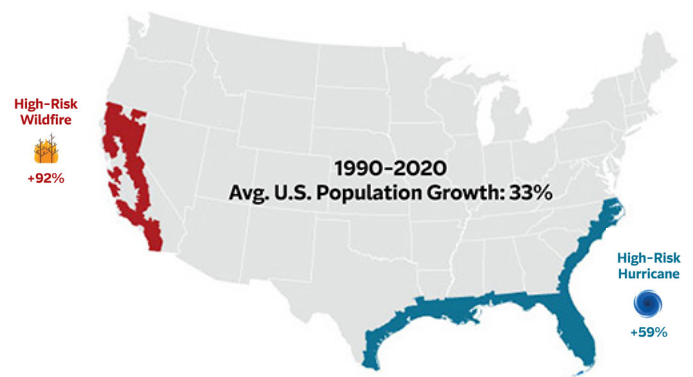 High-Risk
Wildfire
+92%
1990-2020
Avg. U.S. Population Growth: 33%
High-Risk
Hurricane
+59%